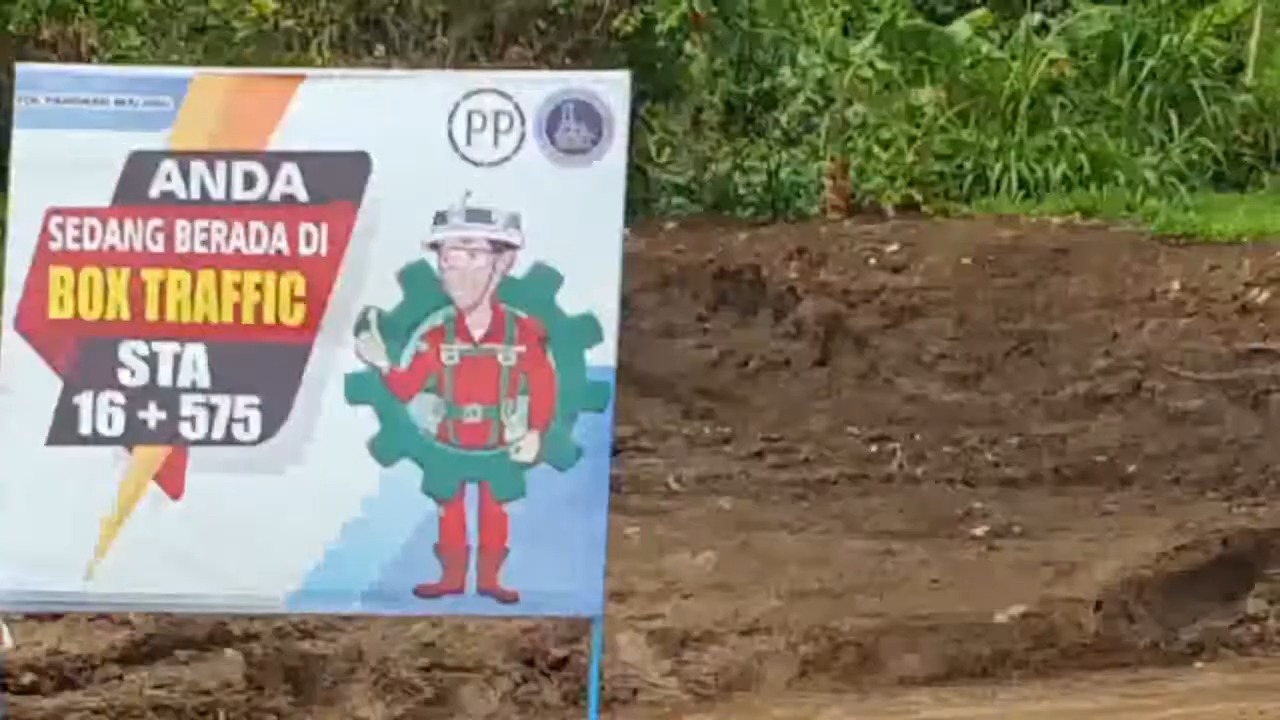 PP
ANDA
SEDANG BERADA DI
BOX TRAFFIC
STA
16 + 575